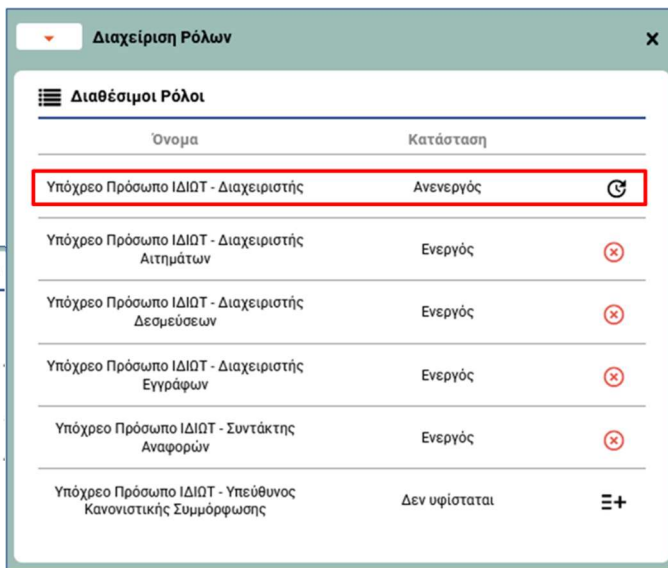 Διαχείριση Ρόλων
Διαθέσιμοι Ρόλοι
Όνομα Κατάσταση
Υπόχρεο Πρόσωπο ΙΔΙΩΤ - Διαχειριστής Ανενεργός
Υπόχρεο Πρόσωπο ΙΔΙΩΤ - Διαχειριστής
Αιτημάτων Ενεργός
Υπόχρεο Πρόσωπο ΙΔΙΩΤ - Διαχειριστής
Δεσμεύσεων Ενεργός
Υπόχρεο Πρόσωπο ΙΔΙΩΤ - Διαχειριστής
Εγγράφων Ενεργός
Υπόχρεο Πρόσωπο ΙΔΙΩΤ - Συντάκτης
Αναφορών Ενεργός
Υπόχρεο Πρόσωπο ΙΔΙΩΤ - Υπεύθυνος
Κανονιστικής Συμμόρφωσης Δεν υφίσταται